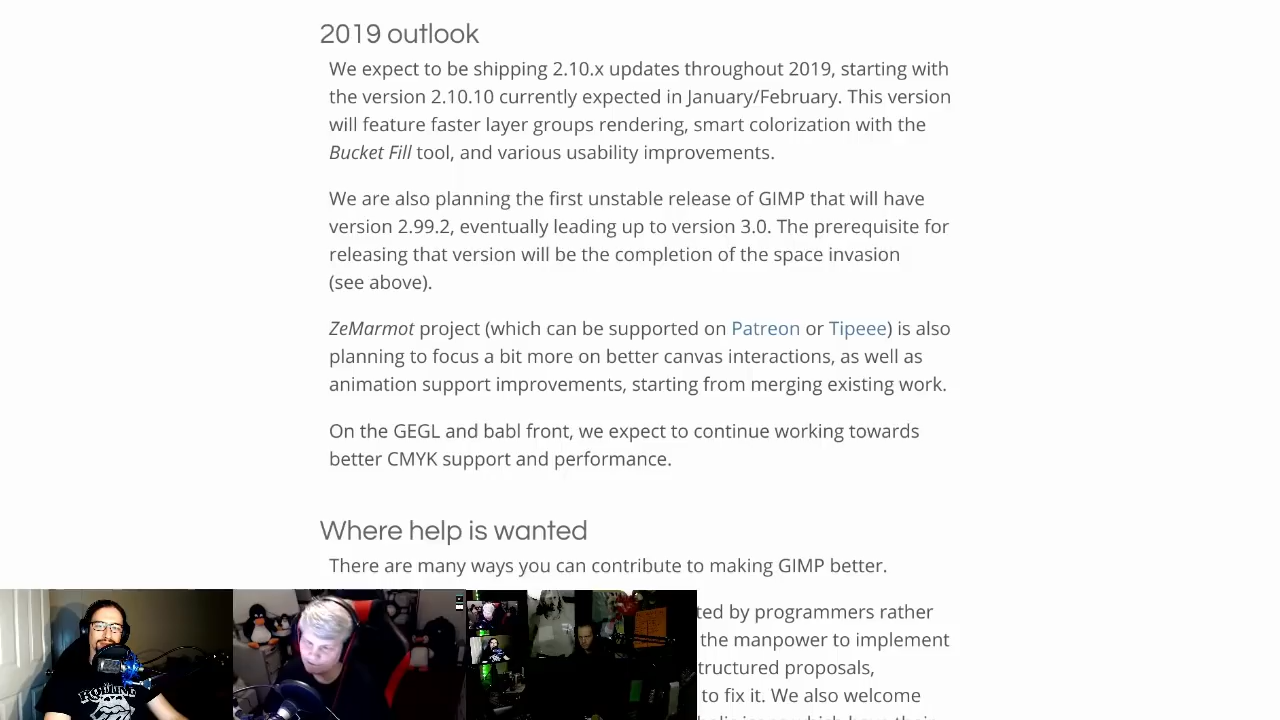 2019 outlook
We expect to be shipping 2.10.x updates throughout 2019, starting with
the version 2.10.10 currently expected in January/February. This version
will feature faster layer groups rendering, smart colorization with the
Bucket Fill tool, and various usability improvements.
We are also planning the first unstable release of GIMP that will have
version 2.99.2, eventually leading up to version 3.0. The prerequisite for
releasing that version will be the completion of the space invasion
(see above).
ZeMarmot project (which can be supported on Patreon or Tipeee) is also
planning to focus a bit more on better canvas interactions, as well as
animation support improvements, starting from merging existing work.
On the GEGL and babl front, we expect to continue working towards
better CMYK support and performance.
Where help is wanted
There are many ways you can contribute to making GIMP better.
ted by programmers rather
the manpower to implement
tructured proposals,
to fix it. We also welcome